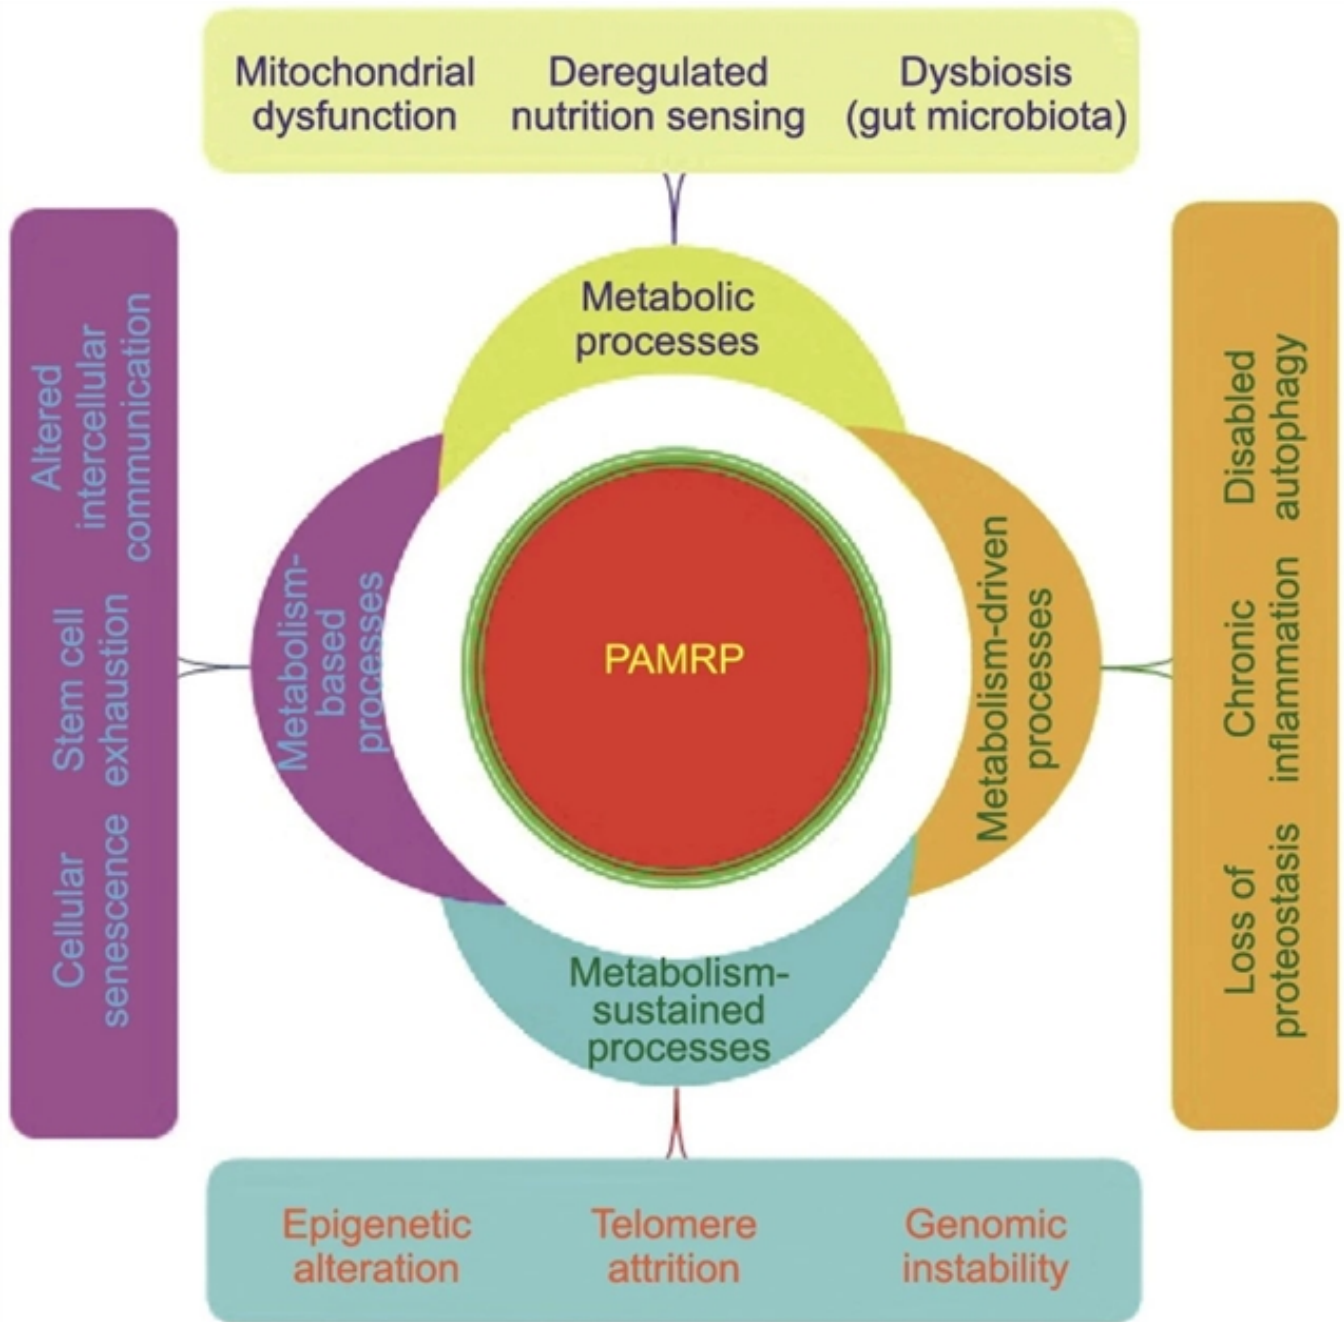 Mitochondrial
dysfunction
Deregulated
nutrition sensing
Dysbiosis
(gut microbiota)
Metabolic
processes
Altered
intercellular
communication
Stem cell
exhaustion
Cellular
senescence
Metabolism-
based
processes
PAMRP
Metabolism-driven
processes
Disabled
autophagy
Chronic
inflammation
Loss of
proteostasis
Metabolism-
sustained
processes
Epigenetic
alteration
Telomere
attrition
Genomic
instability